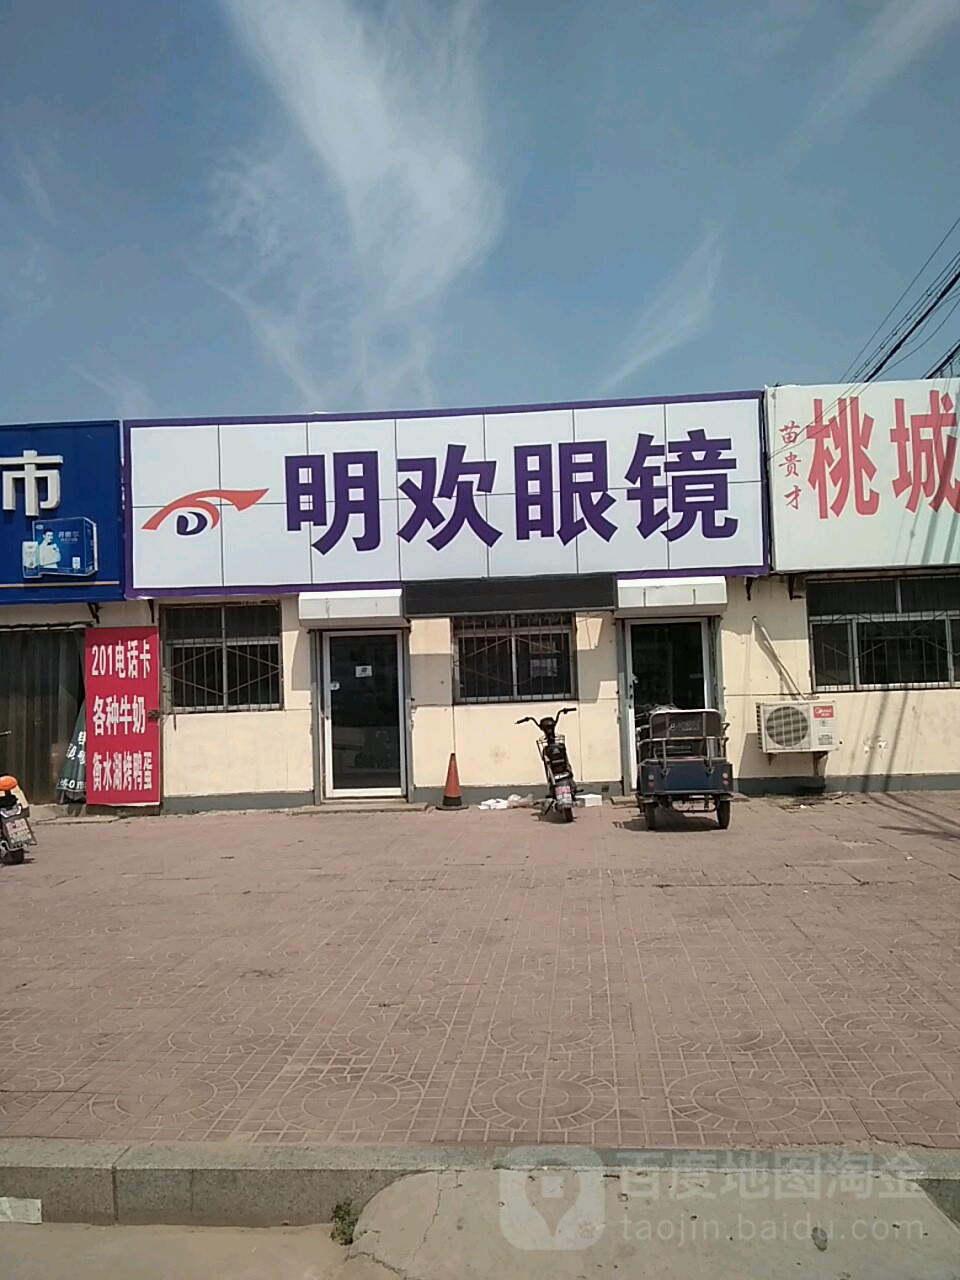 市
明欢眼镜
苗贵才
桃城
201电话卡
各种牛奶
衡水湖烤鸭蛋
百度地图淘金
taojin.baidu.com